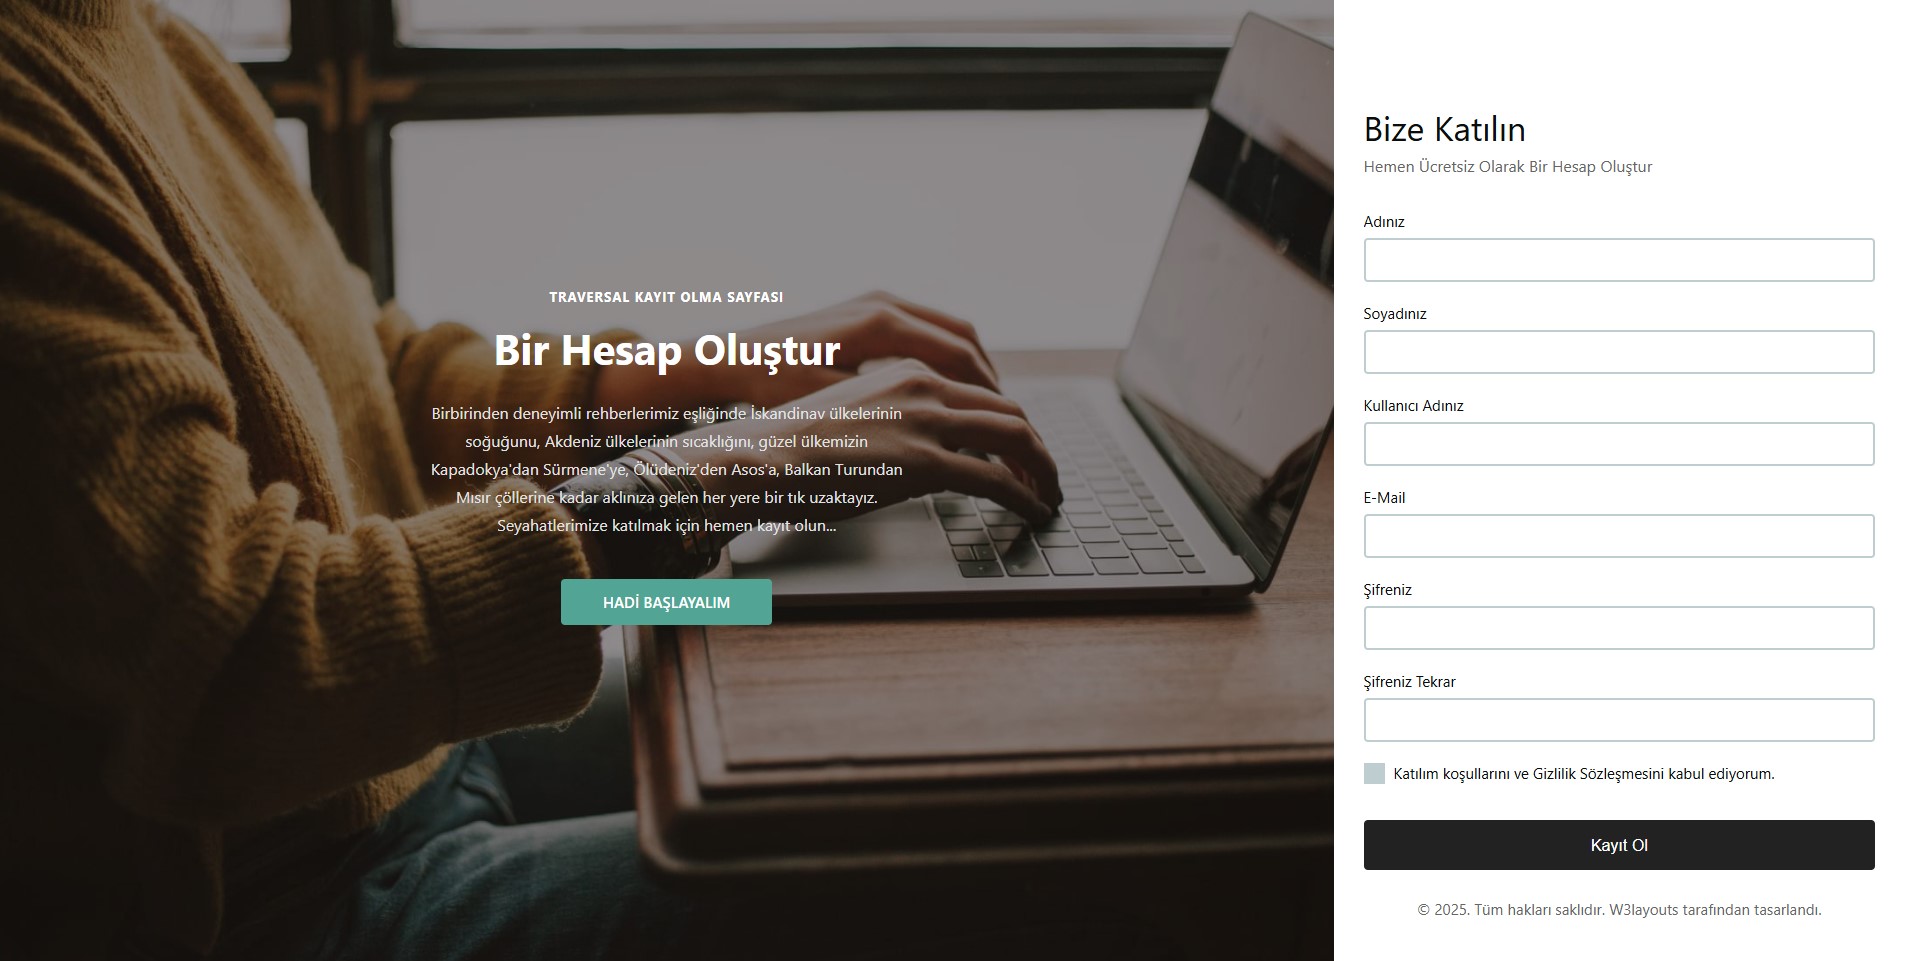 TRAVERSAL KAYIT OLMA SAYFASI
Bir Hesap Oluştur
Birbirinden deneyimli rehberlerimiz eşliğinde İskandinav ülkelerinin
soğuğunu, Akdeniz ülkelerinin sıcaklığını, güzel ülkemizin
Kapadokya'dan Sürmene'ye, Ölüdeniz'den Asos'a, Balkan Turundan
Mısır çöllerine kadar aklınıza gelen her yere bir tık uzaktayız.
Seyahatlerimize katılmak için hemen kayıt olun...
HADİ BAŞLAYALIM
Bize Katılın
Hemen Ücretsiz Olarak Bir Hesap Oluştur
Adınız
Soyadınız
Kullanıcı Adınız
E-Mail
Şifreniz
Şifreniz Tekrar
Katılım koşullarını ve Gizlilik Sözleşmesini kabul ediyorum.
Kayıt Ol
© 2025. Tüm hakları saklıdır. W3layouts tarafından tasarlandı.